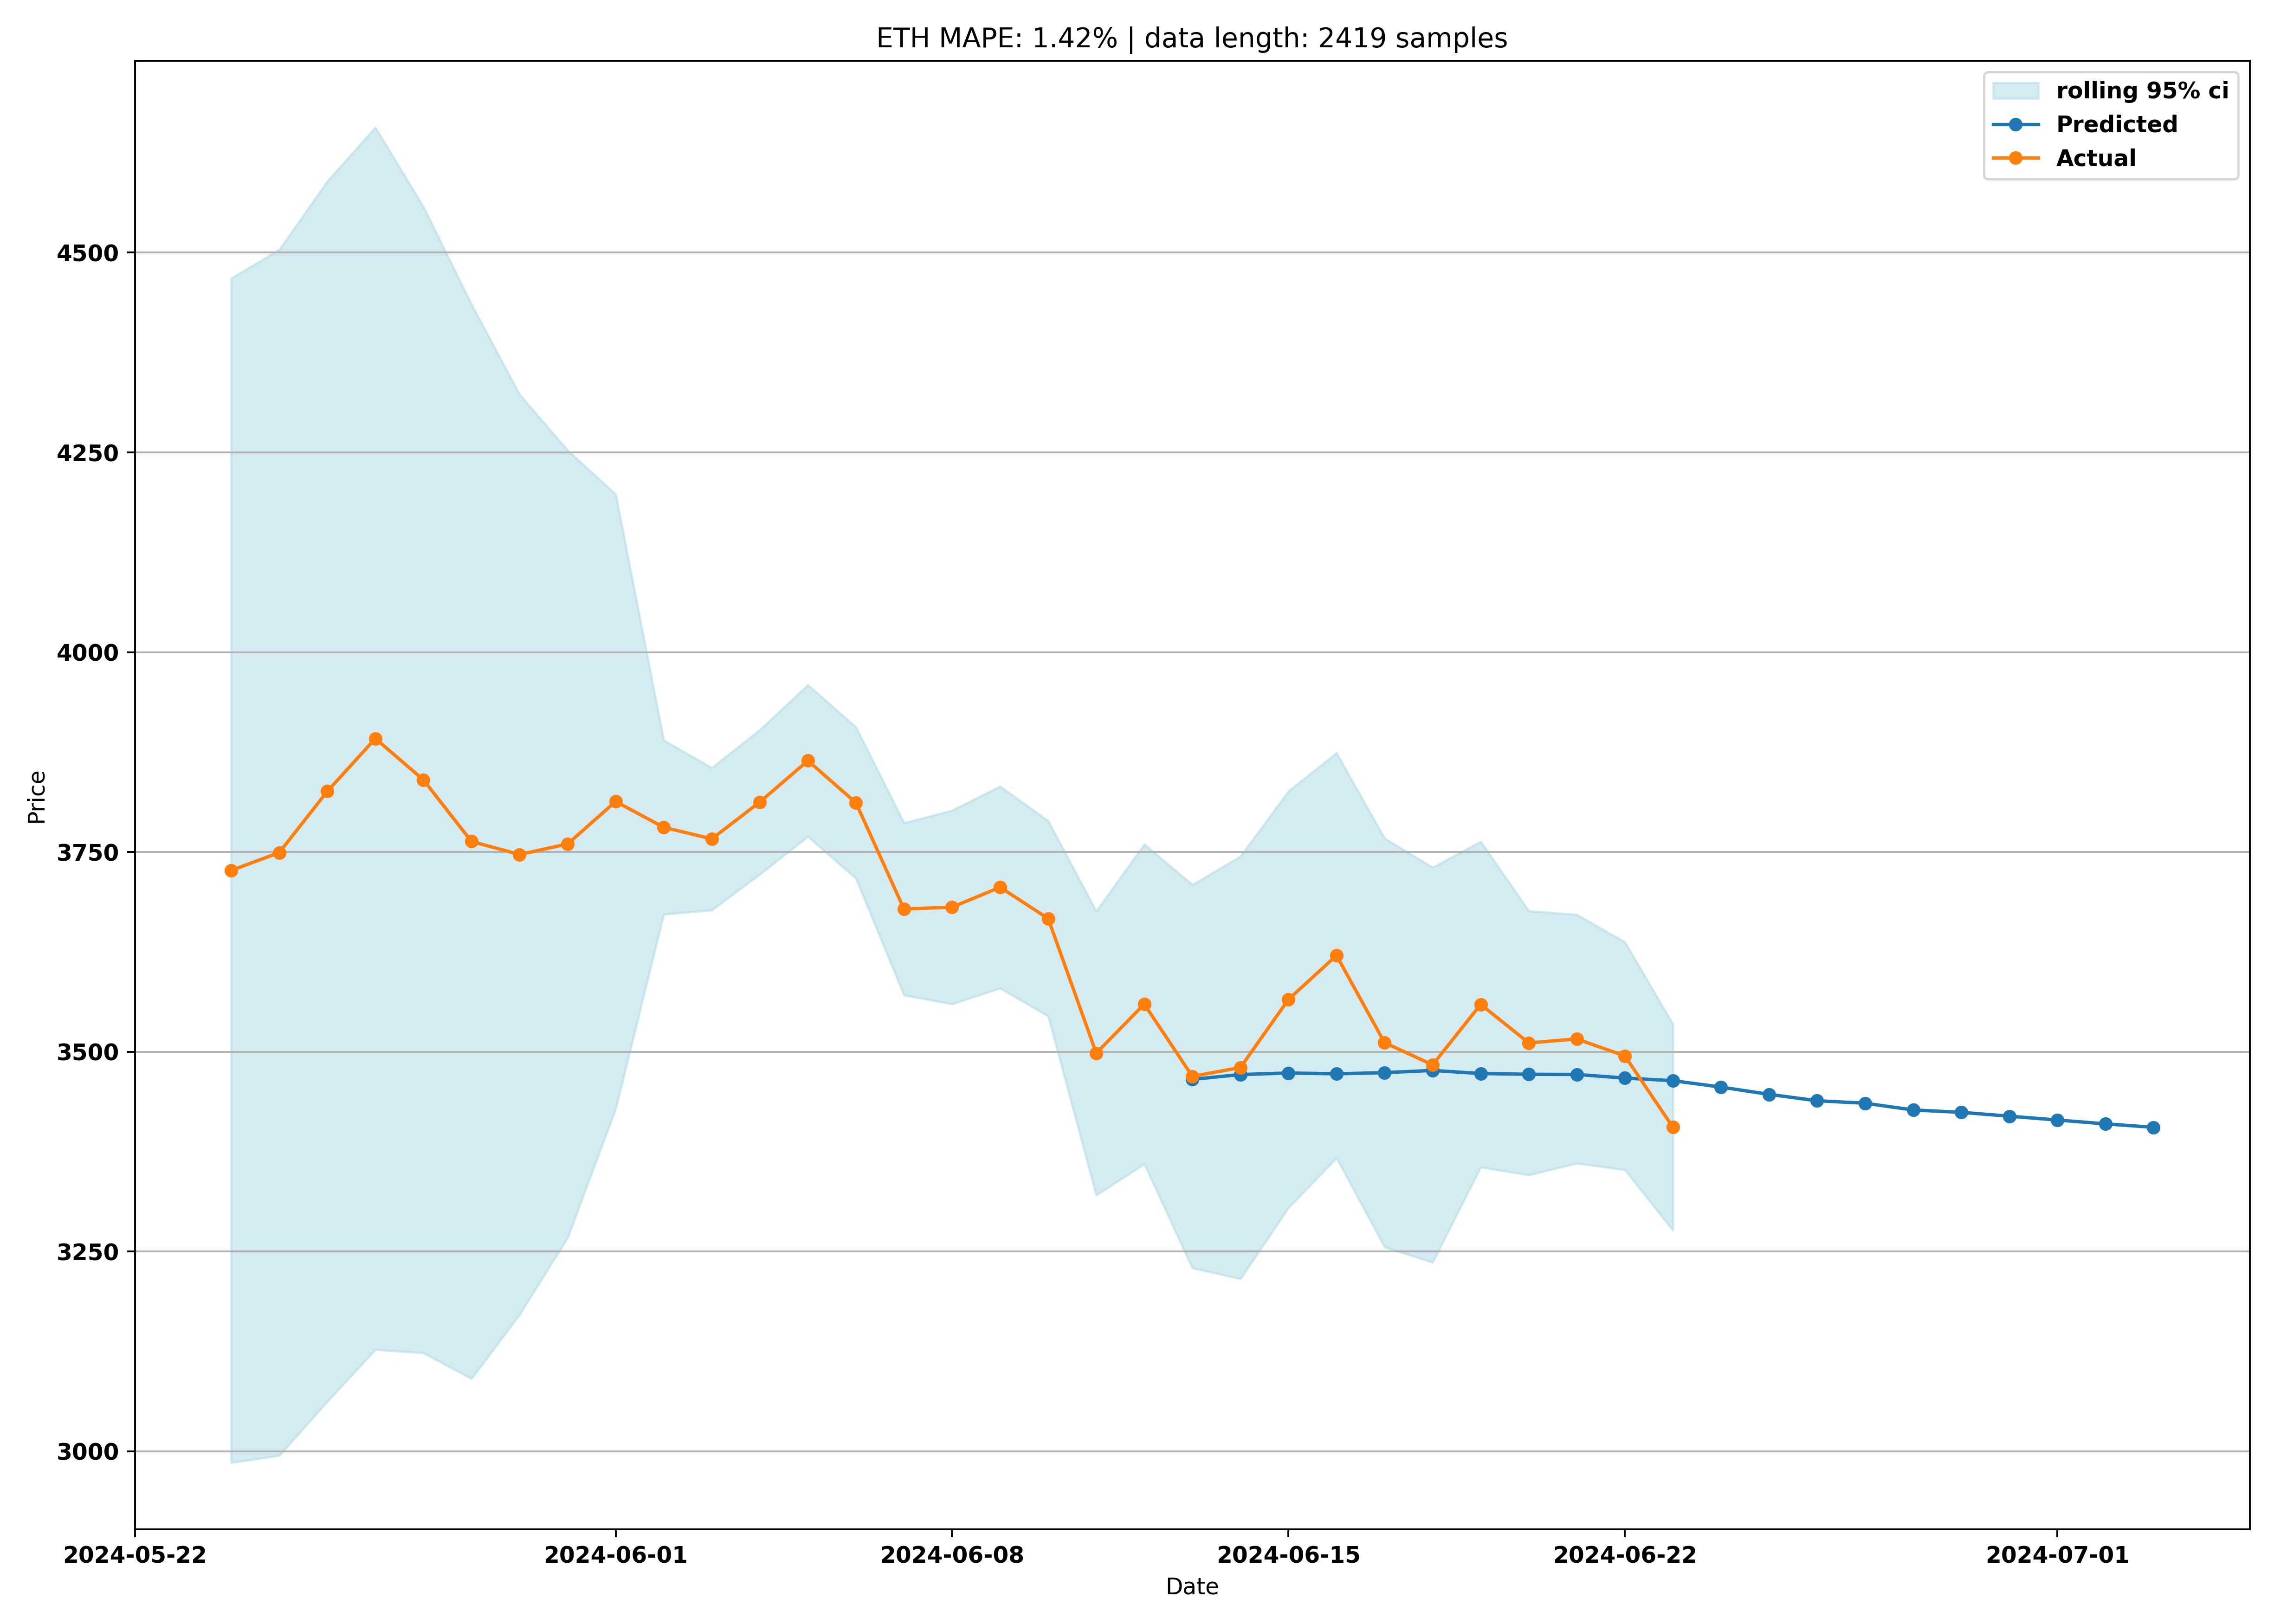 ETH MAPE: 1.42% | data length: 2419 samples
rolling 95% ci
Predicted
Actual
4500
4250
4000
3750
3500
3250
3000
Price
2024-05-22
2024-06-01
2024-06-08
2024-06-15
2024-06-22
2024-07-01
Date